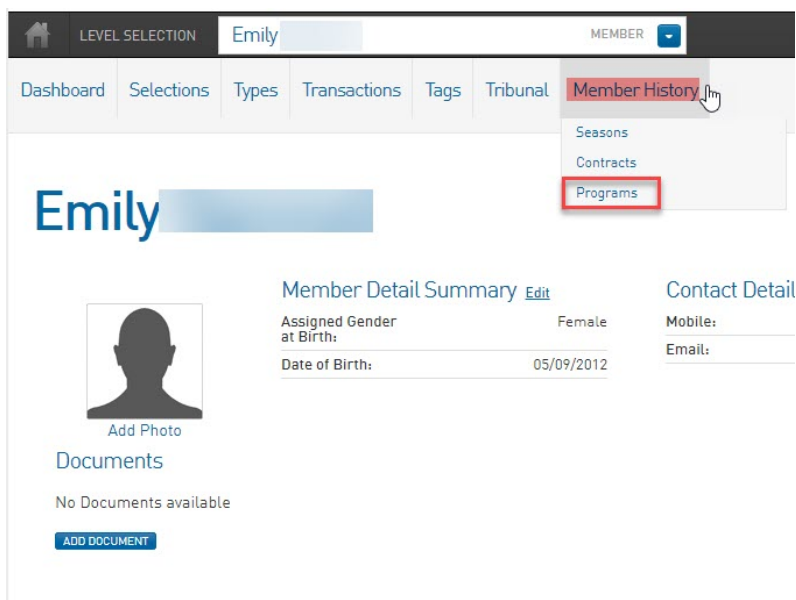 LEVEL SELECTION Emily MEMBER
Dashboard Selections Types Transactions Tags Tribunal Member History
Seasons
Contracts
Programs
Emily
Member Detail Summary Edit
Assigned Gender
at Birth: Female
Date of Birth: 05/09/2012
Contact Detail
Mobile:
Email:
Add Photo
Documents
No Documents available
ADD DOCUMENT